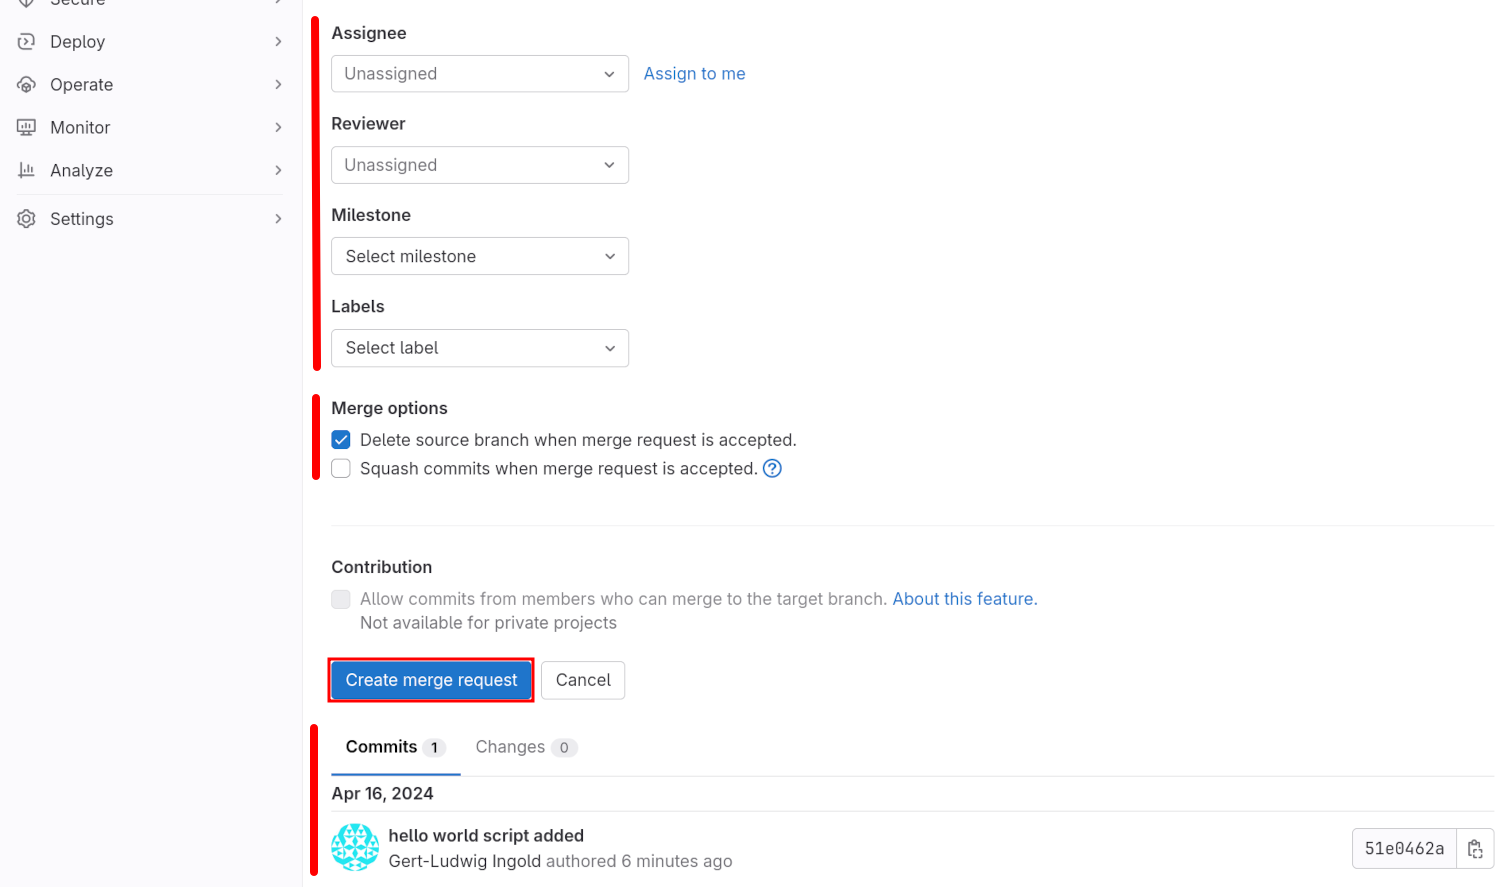 Secure
Deploy
Operate
Monitor
Analyze
Settings
Assignee
Unassigned
Assign to me
Reviewer
Unassigned
Milestone
Select milestone
Labels
Select label
Merge options
Delete source branch when merge request is accepted.
Squash commits when merge request is accepted. ?
Contribution
Allow commits from members who can merge to the target branch. About this feature.
Not available for private projects
Create merge request
Cancel
Commits 1
Changes 0
Apr 16, 2024
hello world script added
Gert-Ludwig Ingold authored 6 minutes ago
51e0462a